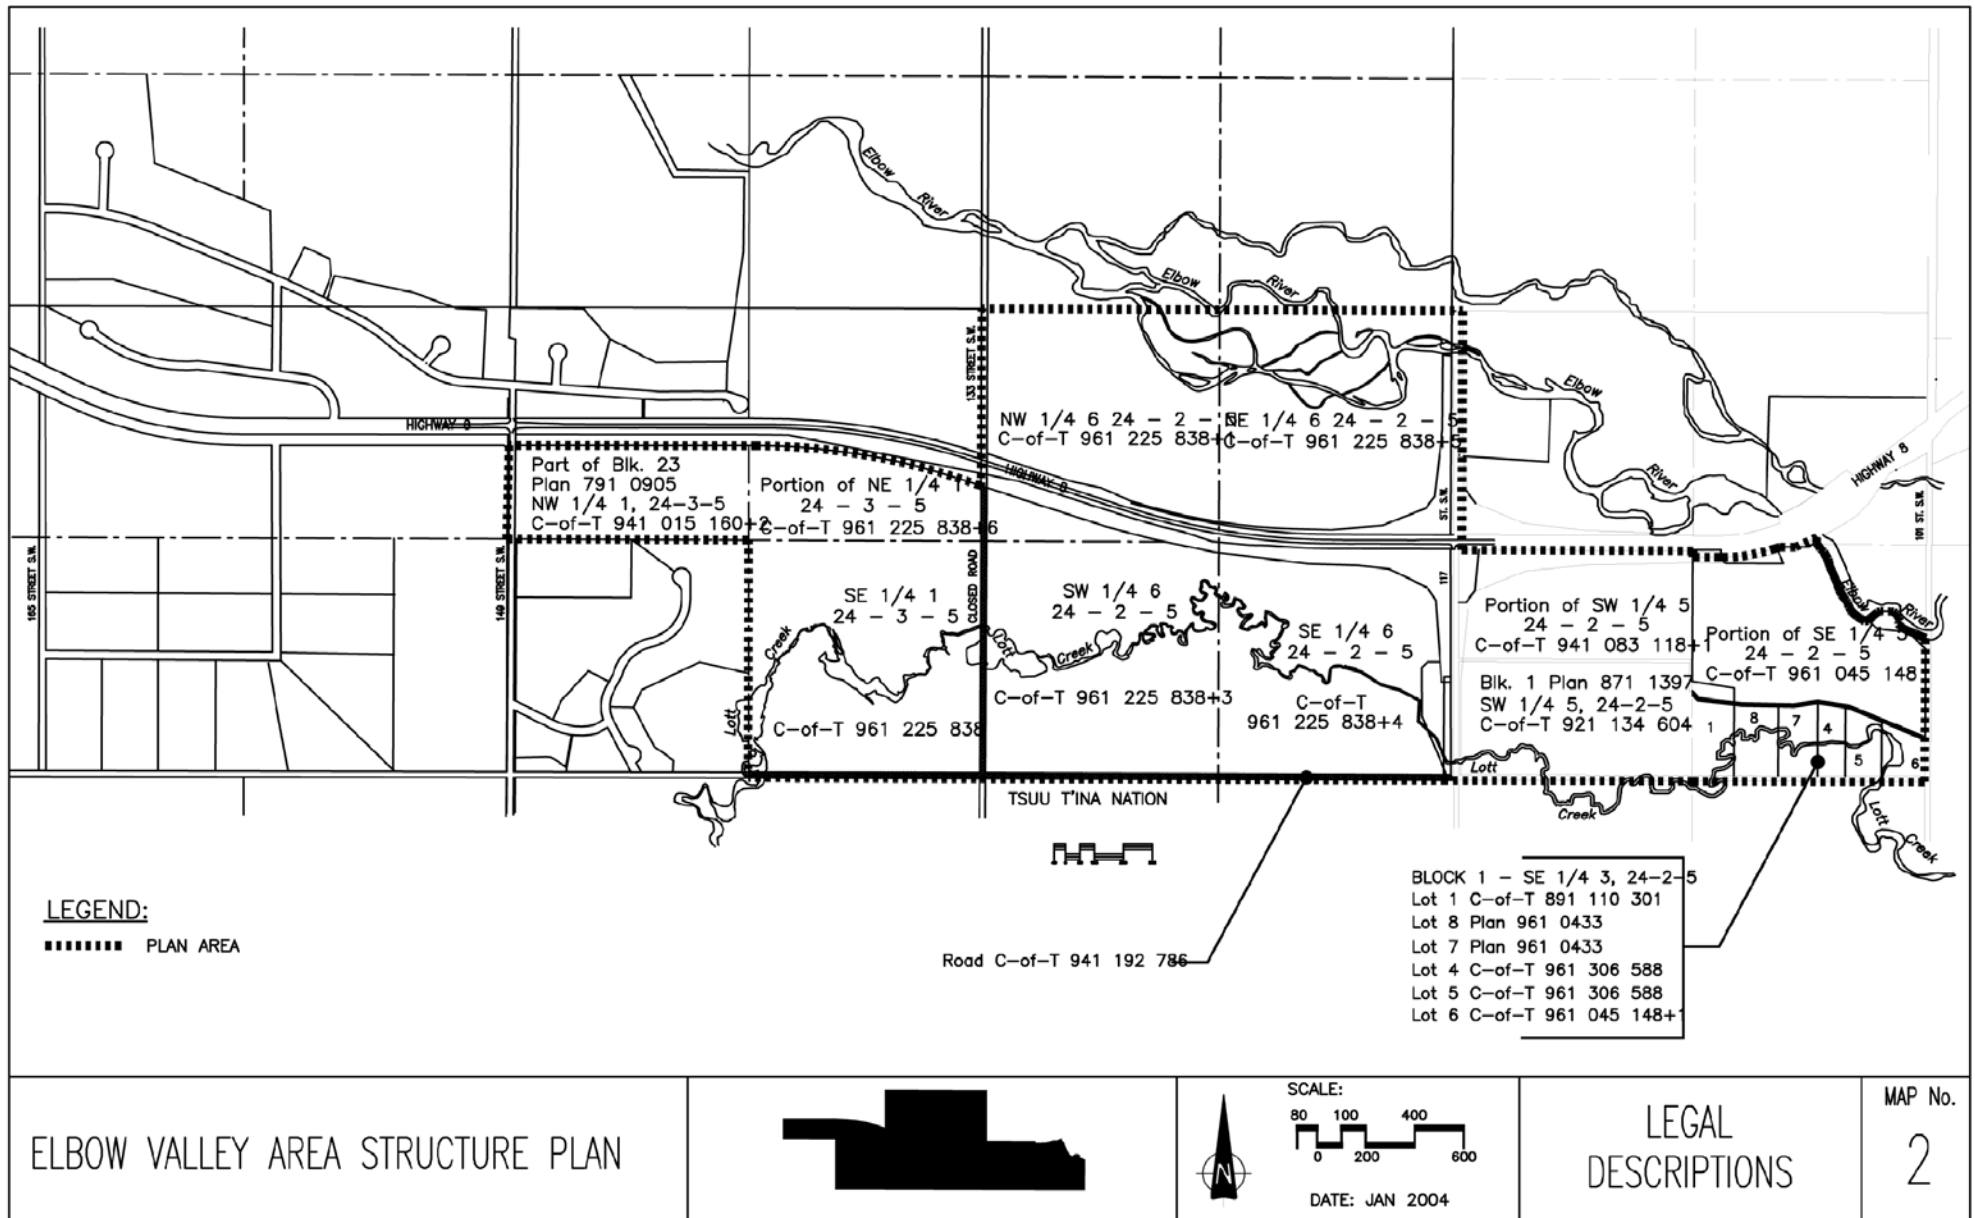 Elbow
River
Elbow
River
133 STREET S.W.
Elbow
HIGHWAY 8
NW 1/4 6 24 – 2 –
NE 1/4 6 24 – 2 – 5
C–of–T 961 225 838+
C–of–T 961 225 838+5
HIGHWAY 8
HIGHWAY 8
River
Part of Blk. 23
Plan 791 0905
NW 1/4 1, 24–3–5
C–of–T 941 015 160+2
Portion of NE 1/4 1
24 – 3 – 5
C–of–T 961 225 838+6
ST. S.W.
117
101 ST. S.W.
165 STREET S.W.
149 STREET S.W.
CLOSED ROAD
SE 1/4 1
24 – 3 – 5
SW 1/4 6
24 – 2 – 5
SE 1/4 6
24 – 2 – 5
Portion of SW 1/4 5
24 – 2 – 5
C–of–T 941 083 118+1
Elbow
River
Portion of SE 1/4 5
24 – 2 – 5
C–of–T 961 045 148
Creek
Lott
Creek
Lott
C–of–T 961 225 838
C–of–T 961 225 838+3
C–of–T
961 225 838+4
Blk. 1 Plan 871 1397
SW 1/4 5, 24–2–5
C–of–T 921 134 604
1
8
7
4
5
6
Lott
Creek
Lott
Creek
TSUU T'INA NATION
Road C–of–T 941 192 786
BLOCK 1 – SE 1/4 3, 24–2–5
Lot 1 C–of–T 891 110 301
Lot 8 Plan 961 0433
Lot 7 Plan 961 0433
Lot 4 C–of–T 961 306 588
Lot 5 C–of–T 961 306 588
Lot 6 C–of–T 961 045 148+1
LEGEND:
PLAN AREA
ELBOW VALLEY AREA STRUCTURE PLAN
N
SCALE:
80 100 400
0 200 600
DATE: JAN 2004
LEGAL
DESCRIPTIONS
MAP No.
2